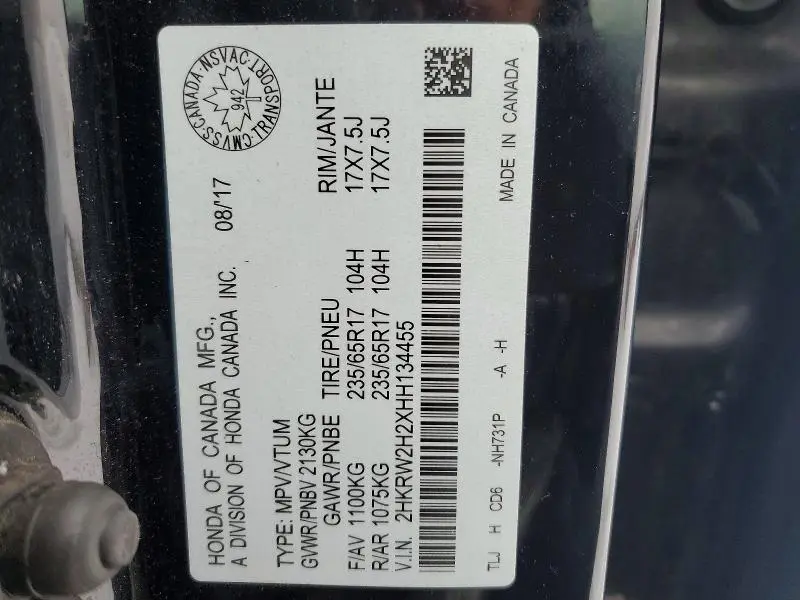 HONDA OF CANADA MFG.,
A DIVISION OF HONDA CANADA INC. 08/'17
CANADA·NSVAC·TRANSPORT·CMVSS·
942
TYPE: MPV/VTUM
GVWR/PNBV 2130KG
GAWR/PNBE TIRE/PNEU RIM/JANTE
F/AV 1100KG 235/65R17 104H 17X7.5J
R/AR 1075KG 235/65R17 104H 17X7.5J
V.I.N. 2HKRW2H2XHH134455
TLJ H CD6 -NH731P -A -H MADE IN CANADA